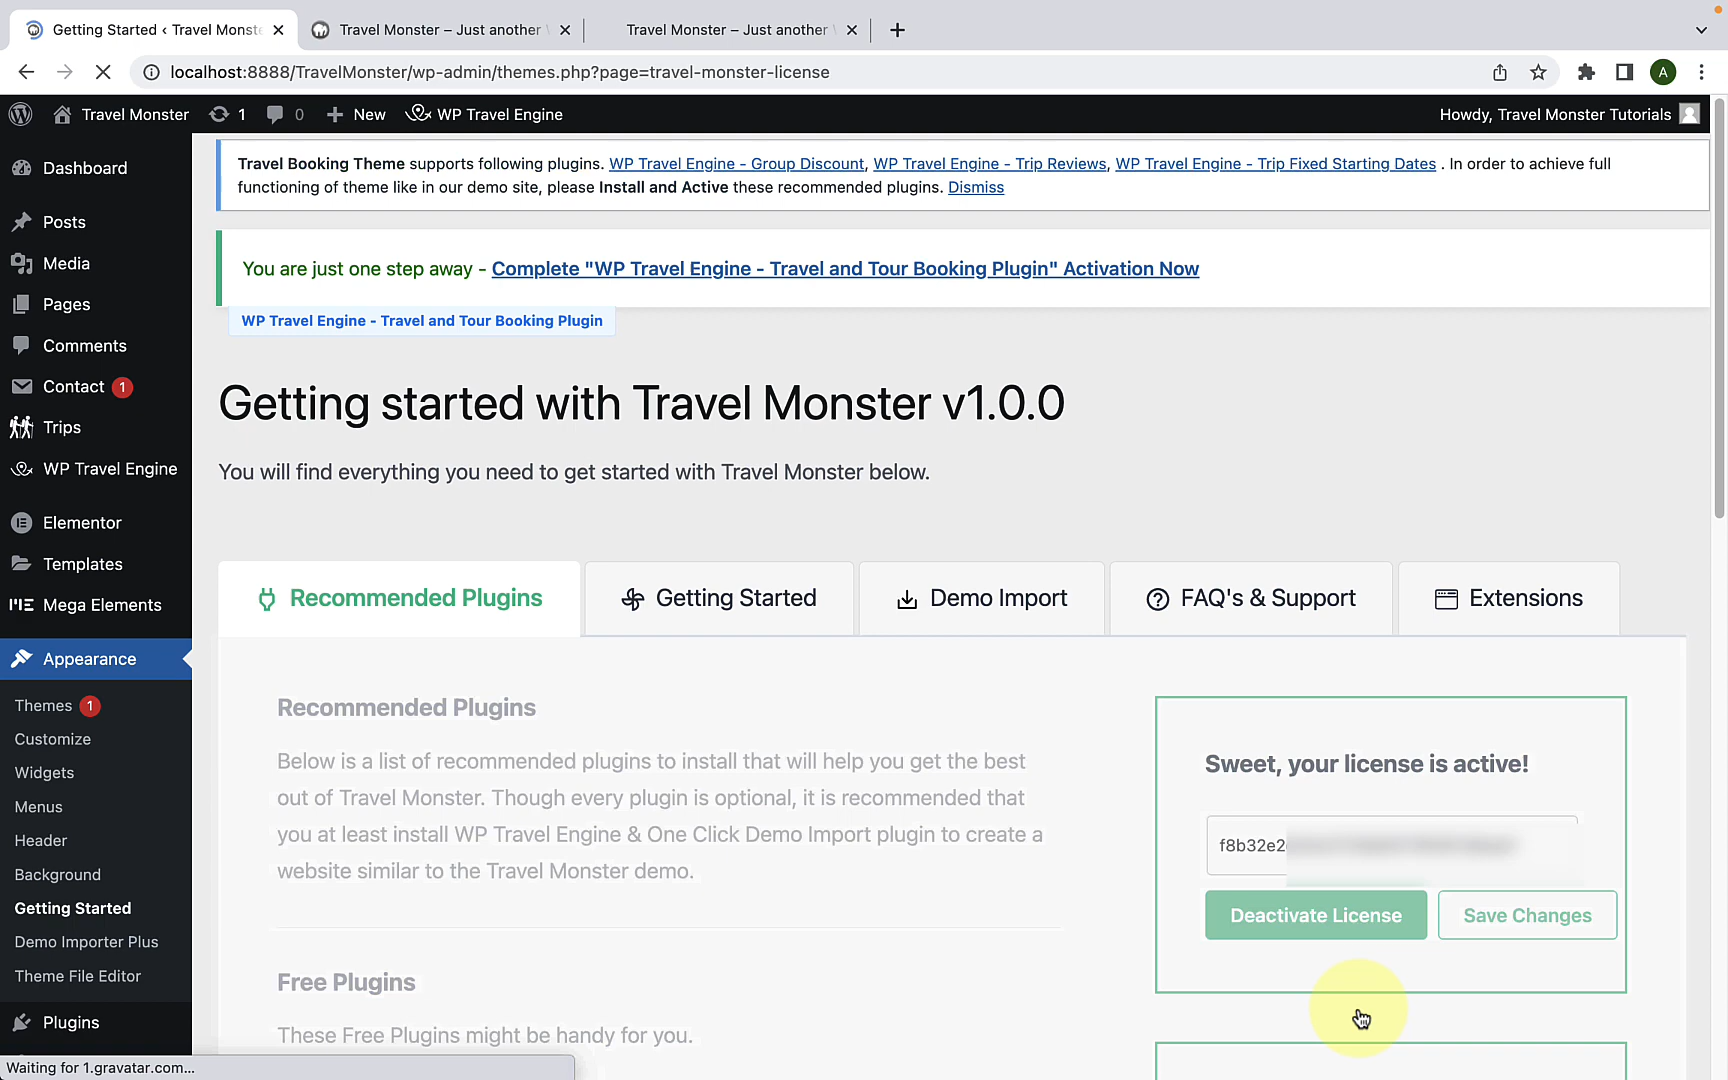 Getting Started ‹ Travel Monst
Travel Monster – Just another
Travel Monster – Just another
localhost:8888/TravelMonster/wp-admin/themes.php?page=travel-monster-license
A
Travel Monster
1
0
New
WP Travel Engine
Howdy, Travel Monster Tutorials
Dashboard
Posts
Media
Pages
Comments
Contact 1
Trips
WP Travel Engine
Elementor
Templates
Mega Elements
Appearance
Themes 1
Customize
Widgets
Menus
Header
Background
Getting Started
Demo Importer Plus
Theme File Editor
Plugins
Travel Booking Theme supports following plugins. WP Travel Engine - Group Discount, WP Travel Engine - Trip Reviews, WP Travel Engine - Trip Fixed Starting Dates . In order to achieve full
functioning of theme like in our demo site, please Install and Active these recommended plugins. Dismiss
You are just one step away - Complete "WP Travel Engine - Travel and Tour Booking Plugin" Activation Now
WP Travel Engine - Travel and Tour Booking Plugin
Getting started with Travel Monster v1.0.0
You will find everything you need to get started with Travel Monster below.
Recommended Plugins
Getting Started
Demo Import
FAQ's & Support
Extensions
Recommended Plugins
Below is a list of recommended plugins to install that will help you get the best
out of Travel Monster. Though every plugin is optional, it is recommended that
you at least install WP Travel Engine & One Click Demo Import plugin to create a
website similar to the Travel Monster demo.
Free Plugins
These Free Plugins might be handy for you.
Sweet, your license is active!
f8b32e2
Deactivate License
Save Changes
Waiting for 1.gravatar.com...